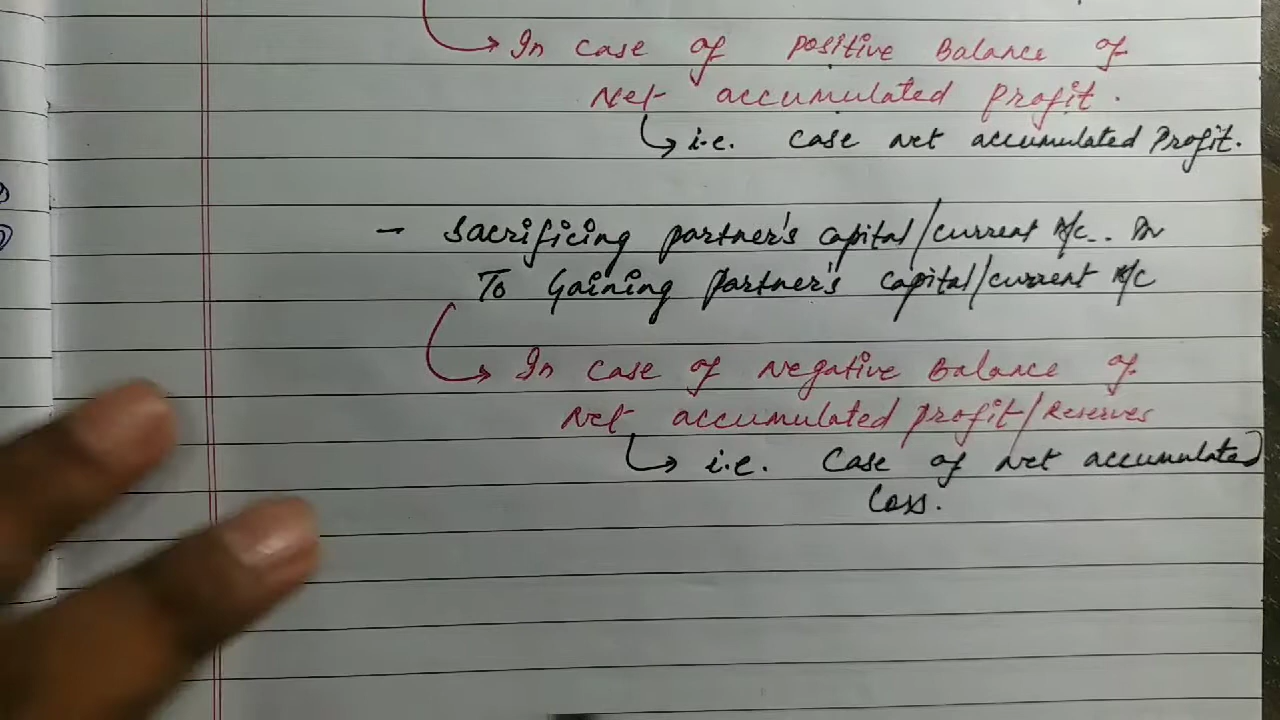 → In case of positive Balance of
Net accumulated Profit.
↳ i.e. case net accumulated Profit.
- Sacrificing partner's capital/current A/c.. Dr
To Gaining Partner's capital/current A/c
→ In case of Negative Balance of
Net accumulated profit/Reserves
↳ i.e. Case of net accumulated
Loss.